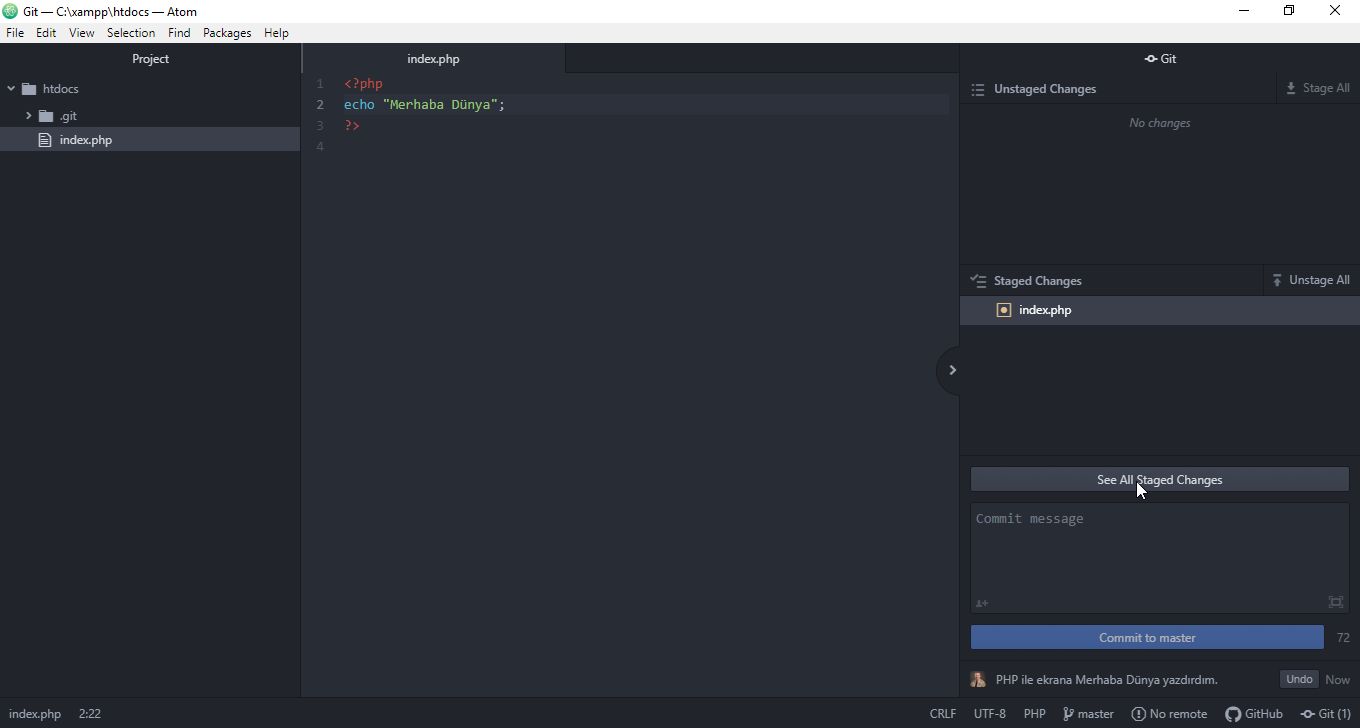 Git — C:\xampp\htdocs — Atom
File Edit View Selection Find Packages Help
Project
htdocs
.git
index.php
index.php
1 <?php
2 echo "Merhaba Dünya";
3 ?>
4
Git
Unstaged Changes Stage All
No changes
Staged Changes Unstage All
index.php
See All Staged Changes
Commit message
Commit to master 72
PHP ile ekrana Merhaba Dünya yazdırdım. Undo Now
index.php 2:22 CRLF UTF-8 PHP master No remote GitHub Git (1)